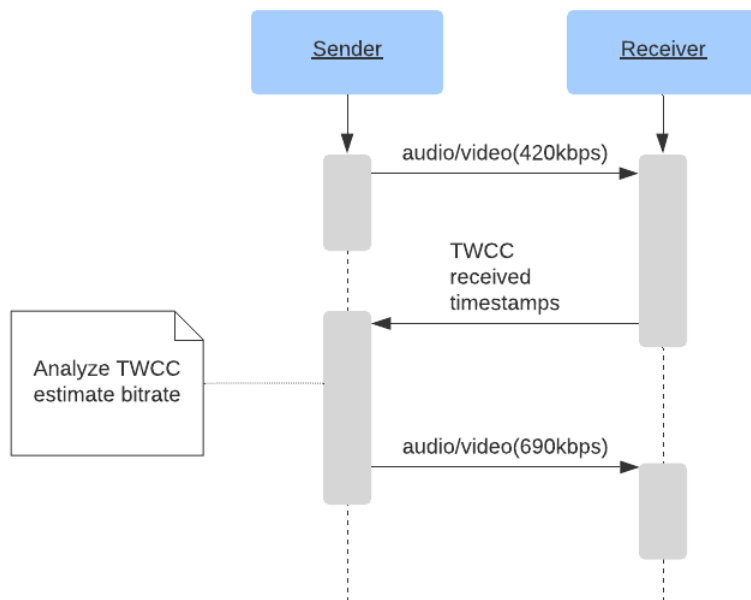 Sender
Receiver
audio/video(420kbps)
TWCC
received
timestamps
Analyze TWCC
estimate bitrate
audio/video(690kbps)